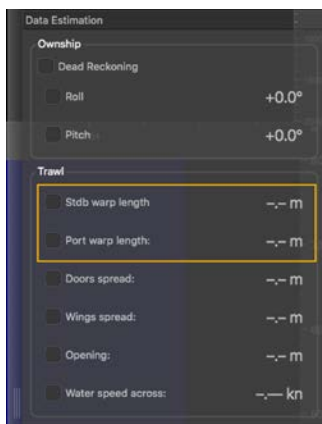 Data Estimation
Ownship
Dead Reckoning
Roll +0.0°
Pitch +0.0°
Trawl
Stdb warp length -.-- m
Port warp length: -.-- m
Doors spread: -.-- m
Wings spread: -.-- m
Opening: -.-- m
Water speed across: -.-- kn